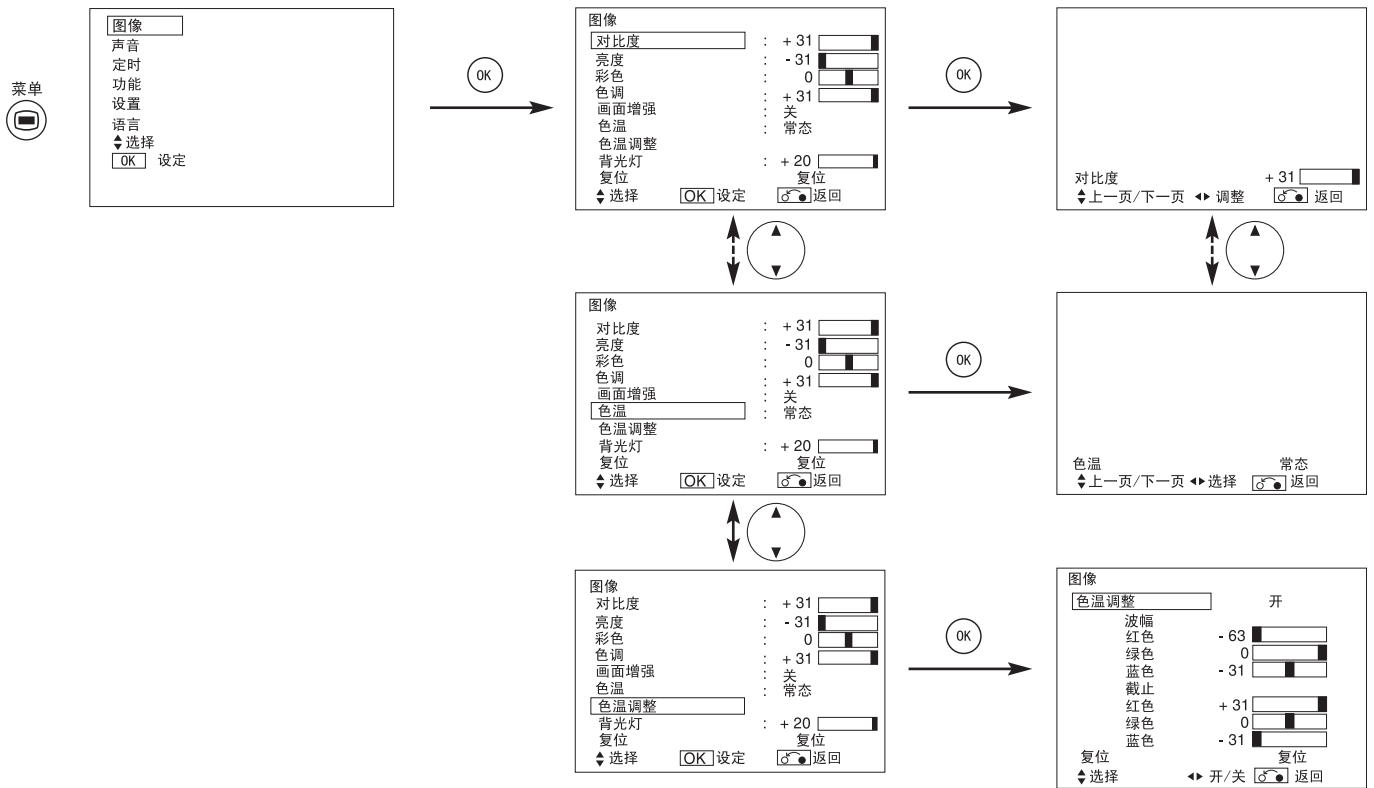 菜单
图像
声音
定时
功能
设置
语言
选择
OK 设定
OK
图像
对比度 : + 31
亮度 : - 31
彩色 : 0
色调 : + 31
画面增强 : 关
色温 : 常态
色温调整
背光灯 : + 20
复位 复位
选择 OK 设定 返回
OK
对比度 + 31
上一页/下一页 调整 返回
图像
对比度 : + 31
亮度 : - 31
彩色 : 0
色调 : + 31
画面增强 : 关
色温 : 常态
色温调整
背光灯 : + 20
复位 复位
选择 OK 设定 返回
OK
色温 常态
上一页/下一页 选择 返回
图像
对比度 : + 31
亮度 : - 31
彩色 : 0
色调 : + 31
画面增强 : 关
色温 : 常态
色温调整
背光灯 : + 20
复位 复位
选择 OK 设定 返回
OK
图像
色温调整 开
波幅
红色 - 63
绿色 0
蓝色 - 31
截止
红色 + 31
绿色 0
蓝色 - 31
复位 复位
选择 开/关 返回